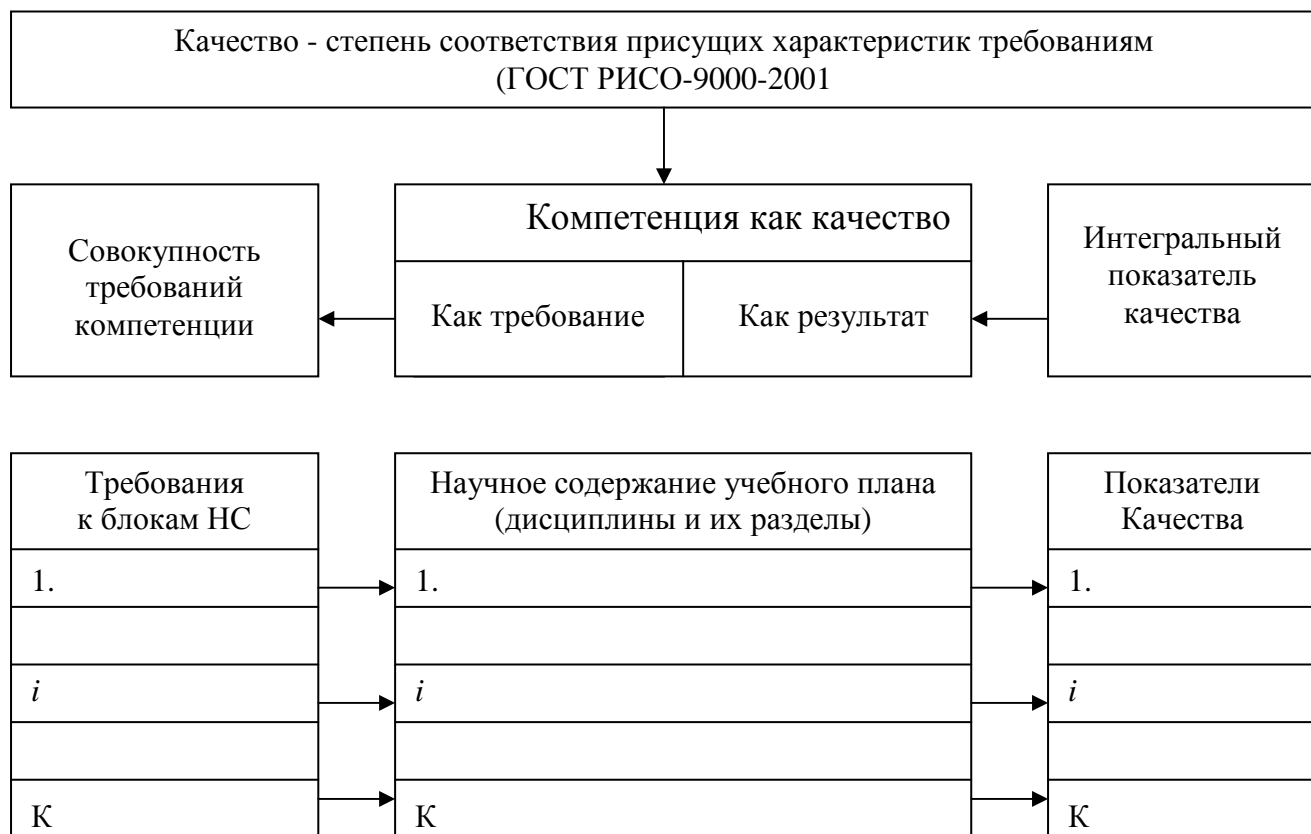 Качество - степень соответствия присущих характеристик требованиям
(ГОСТ РИСО-9000-2001
Совокупность
требований
компетенции
Компетенция как качество
Как требование
Как результат
Интегральный
показатель
качества
Требования
к блокам НС
Научное содержание учебного плана
(дисциплины и их разделы)
Показатели
Качества
1.
1.
1.
i
i
i
К
К
К